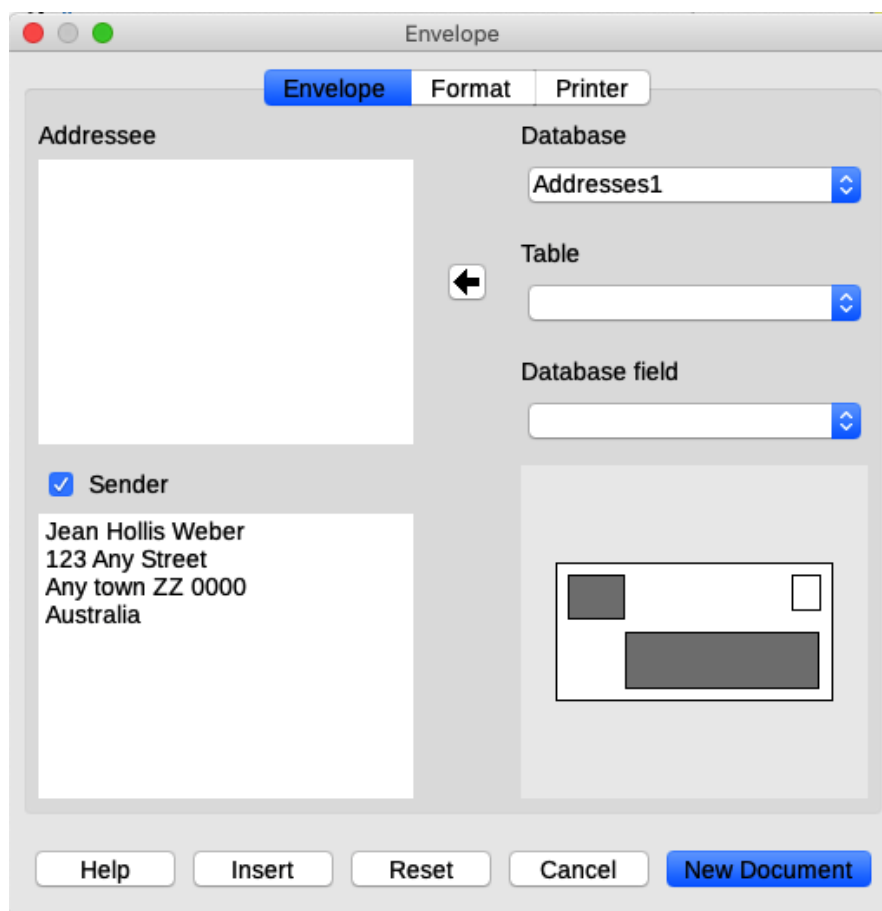 Envelope
Envelope Format Printer
Addressee
Database
Addresses1
Table
Database field
Sender
Jean Hollis Weber
123 Any Street
Any town ZZ 0000
Australia
Help Insert Reset Cancel New Document